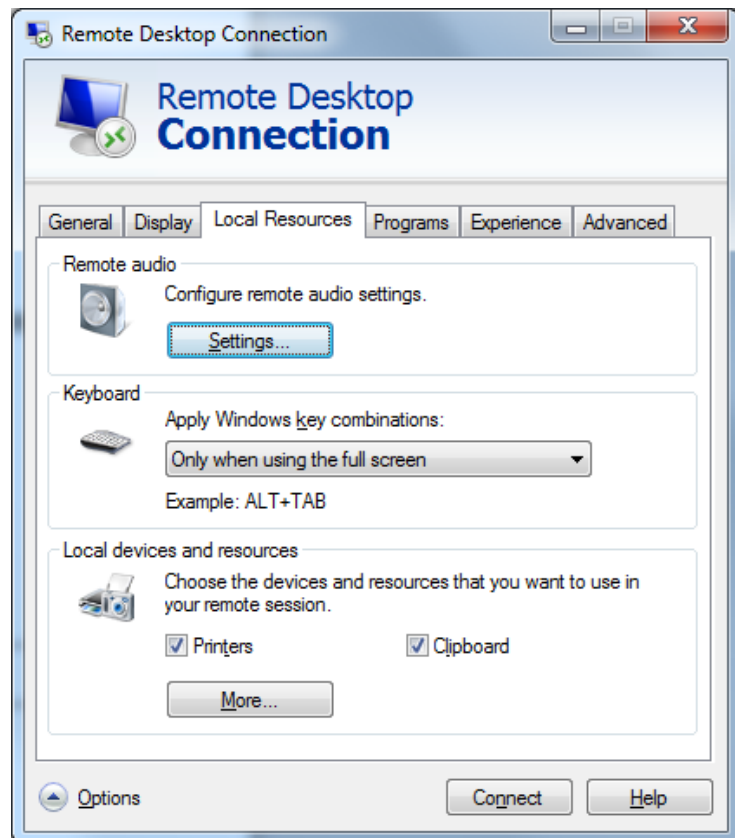 Remote Desktop Connection
Remote Desktop
Connection
General Display Local Resources Programs Experience Advanced
Remote audio
Configure remote audio settings.
Settings...
Keyboard
Apply Windows key combinations:
Only when using the full screen
Example: ALT+TAB
Local devices and resources
Choose the devices and resources that you want to use in
your remote session.
Printers Clipboard
More...
Options Connect Help